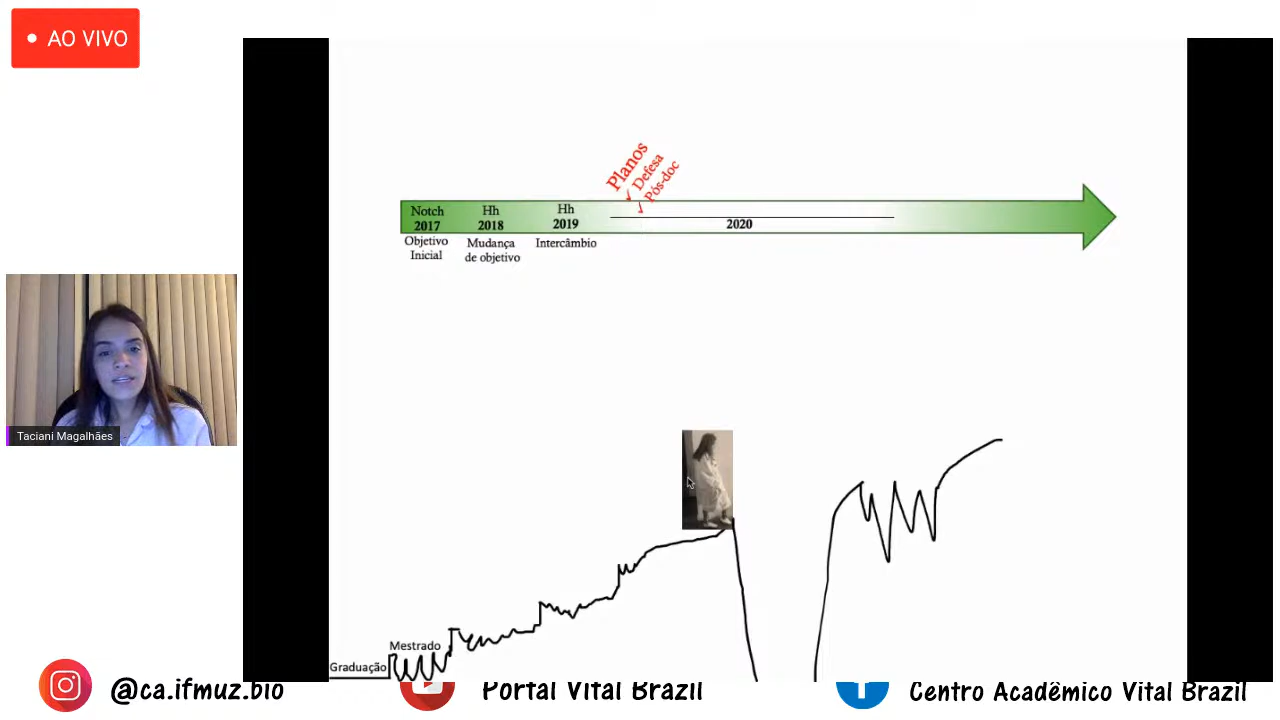 AO VIVO
Planos
✓ Defesa
✓ Pós-doc
Notch
2017
Hh
2018
Hh
2019
2020
Objetivo
Inicial
Mudança
de objetivo
Intercâmbio
Taciani Magalhães
Mestrado
Graduação
@ca.ifmuz.bio
Portal Vital Brazil
Centro Acadêmico Vital Brazil